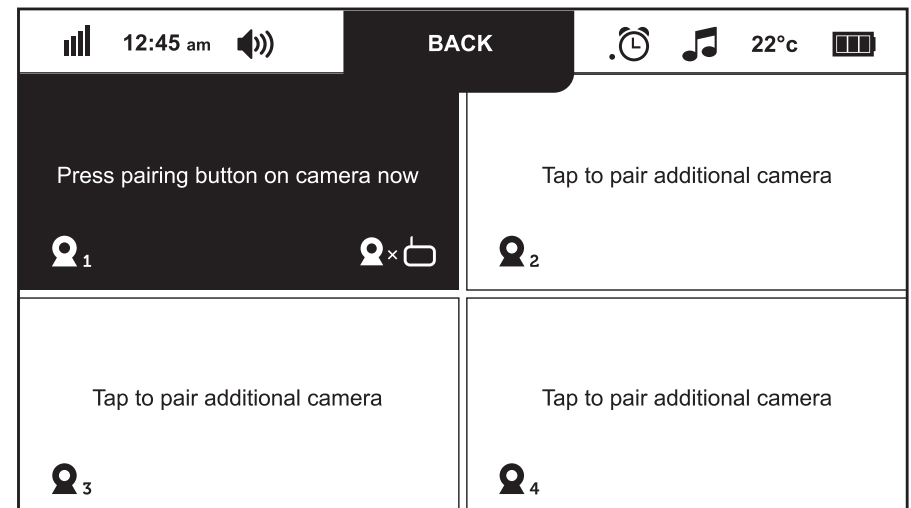 12:45 am BACK 22°c
Press pairing button on camera now
Tap to pair additional camera
1
2
Tap to pair additional camera
Tap to pair additional camera
3
4